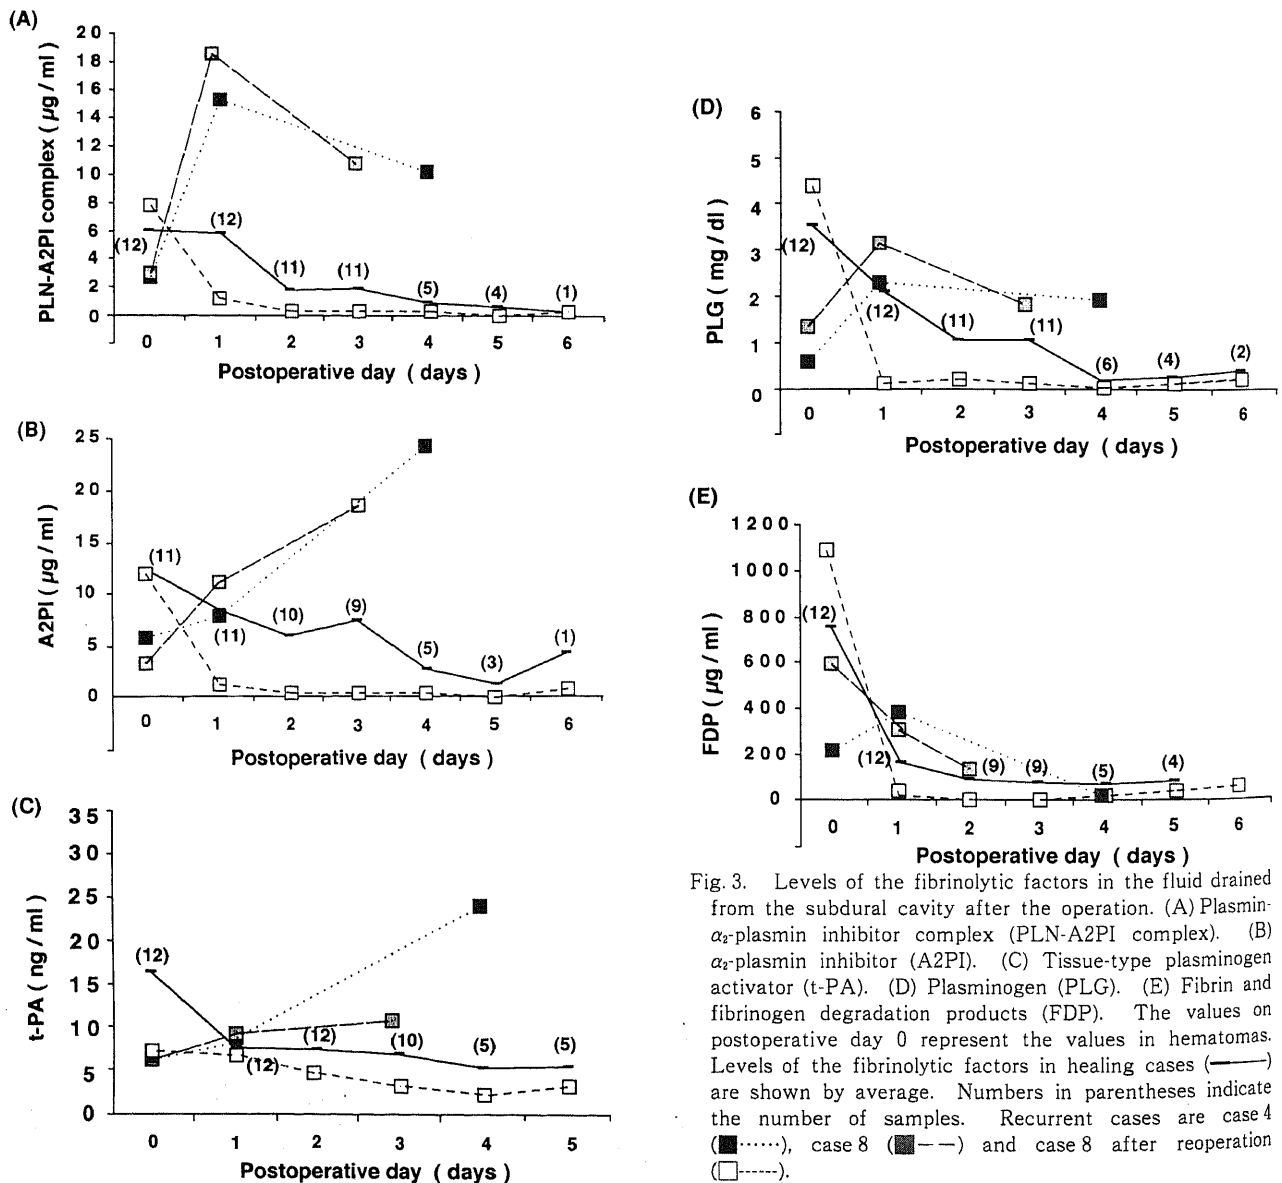 (A)
PLN-A2PI complex ( µg / ml )
20
18
16
14
12
10
8
6
4
2
0
(12)
(12)
(11)
(11)
(5)
(4)
(1)
0 1 2 3 4 5 6
Postoperative day ( days )
(B)
A2PI ( µg / ml )
25
20
15
10
5
0
(11)
(11)
(10)
(9)
(5)
(3)
(1)
0 1 2 3 4 5 6
Postoperative day ( days )
(C)
t-PA ( ng / ml )
35
30
25
20
15
10
5
0
(12)
(12)
(12)
(10)
(5)
(5)
0 1 2 3 4 5
Postoperative day ( days )
(D)
PLG ( mg / dl )
6
5
4
3
2
1
0
(12)
(12)
(11)
(11)
(6)
(4)
(2)
0 1 2 3 4 5 6
Postoperative day ( days )
(E)
FDP ( µg / ml )
1200
1000
800
600
400
200
0
(12)
(12)
(9)
(9)
(5)
(4)
0 1 2 3 4 5 6
Postoperative day ( days )
Fig. 3. Levels of the fibrinolytic factors in the fluid drained
from the subdural cavity after the operation. (A) Plasmin-
α₂-plasmin inhibitor complex (PLN-A2PI complex). (B)
α₂-plasmin inhibitor (A2PI). (C) Tissue-type plasminogen
activator (t-PA). (D) Plasminogen (PLG). (E) Fibrin and
fibrinogen degradation products (FDP). The values on
postoperative day 0 represent the values in hematomas.
Levels of the fibrinolytic factors in healing cases (——)
are shown by average. Numbers in parentheses indicate
the number of samples. Recurrent cases are case 4
(■······), case 8 (■—–) and case 8 after reoperation
(□-----).